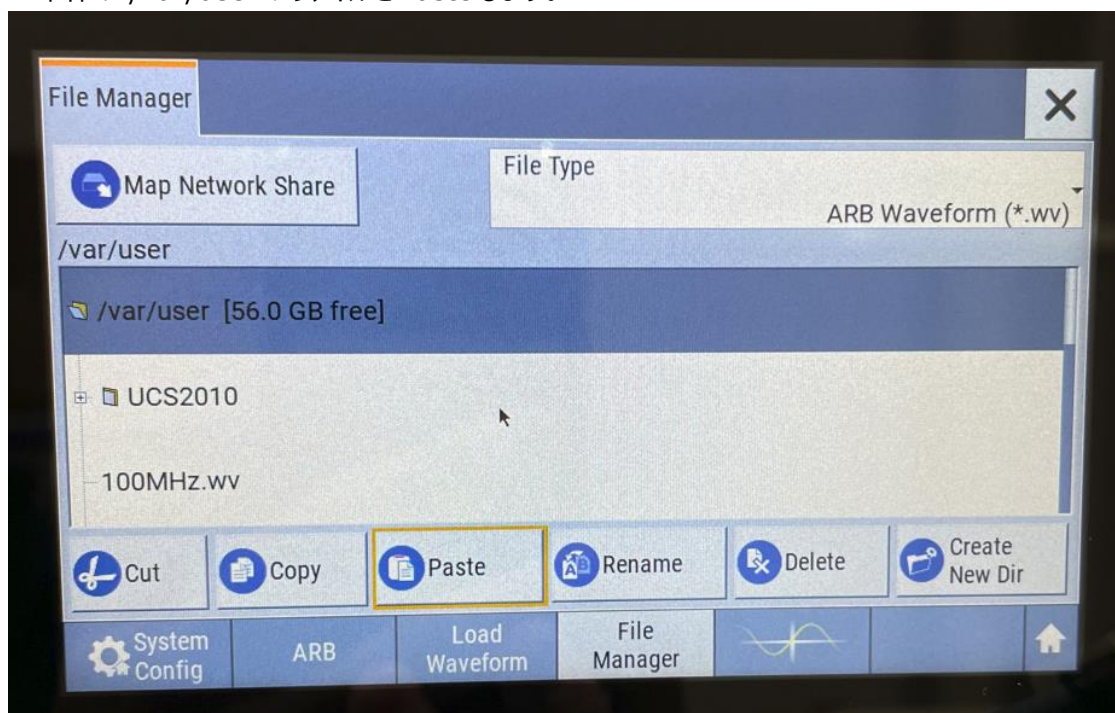 File Manager
Map Network Share
File Type
ARB Waveform (*.wv)
/var/user
/var/user [56.0 GB free]
UCS2010
100MHz.wv
Cut
Copy
Paste
Rename
Delete
Create
New Dir
System
Config
ARB
Load
Waveform
File
Manager